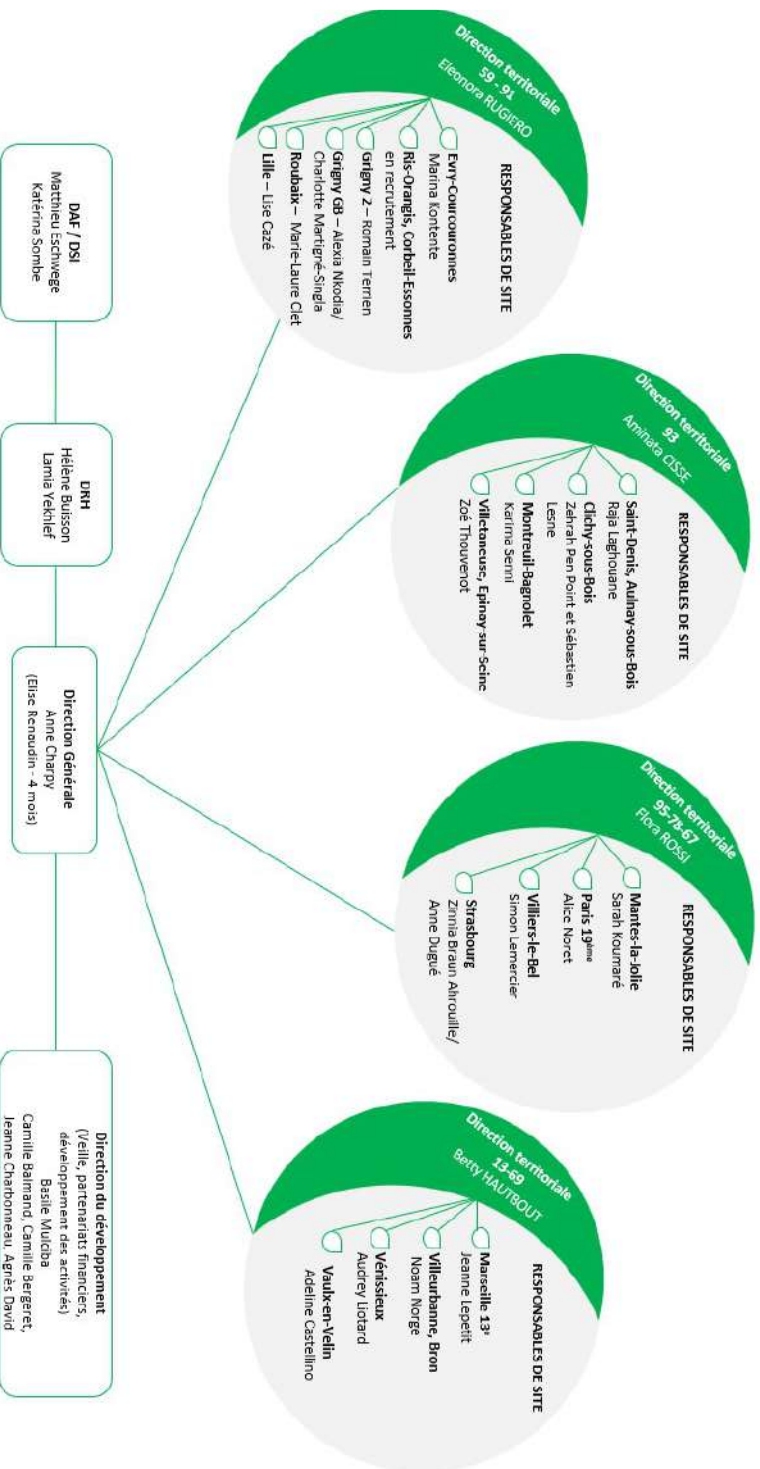 Direction territoriale
59 - 91
Eleonora RUGIERO
RESPONSABLES DE SITE
Evry-Courcouronnes
Marina Kontente
Ris-Orangis, Corbeil-Essonnes
en recrutement
Grigny 2 – Romain Terrien
Grigny GB – Alexia Nkodia/
Charlotte Martigné-Singla
Roubaix – Marie-Laure Clet
Lille – Lise Cazé
Direction territoriale
93
Aminata CISSE
RESPONSABLES DE SITE
Saint-Denis, Aulnay-sous-Bois
Raja Laghouane
Clichy-sous-Bois
Zehrah Pen Point et Sébastien
Lesne
Montreuil-Bagnolet
Karima Senni
Villetaneuse, Epinay-sur-Seine
Zoé Thouvenot
Direction territoriale
95-78-67
Flora ROSSI
RESPONSABLES DE SITE
Mantes-la-Jolie
Sarah Koumaré
Paris 19ème
Alice Noret
Villiers-le-Bel
Simon Lemercier
Strasbourg
Zinnia Braun Ahrouille/
Anne Dugué
Direction territoriale
13-69
Betty HAUTBOUT
RESPONSABLES DE SITE
Marseille 13e
Jeanne Lepetit
Villeurbanne, Bron
Noam Norge
Vénissieux
Audrey Liotard
Vaulx-en-Velin
Adeline Castellino
DAF / DSI
Matthieu Eschwege
Katérina Sombe
DRH
Hélène Buisson
Lamia Yekhlef
Direction Générale
Anne Charpy
(Elise Renaudin - 4 mois)
Direction du développement
(Veille, partenariats financiers,
développement des activités)
Basile Mulciba
Camille Balmand, Camille Bergeret,
Jeanne Charbonneau, Agnès David